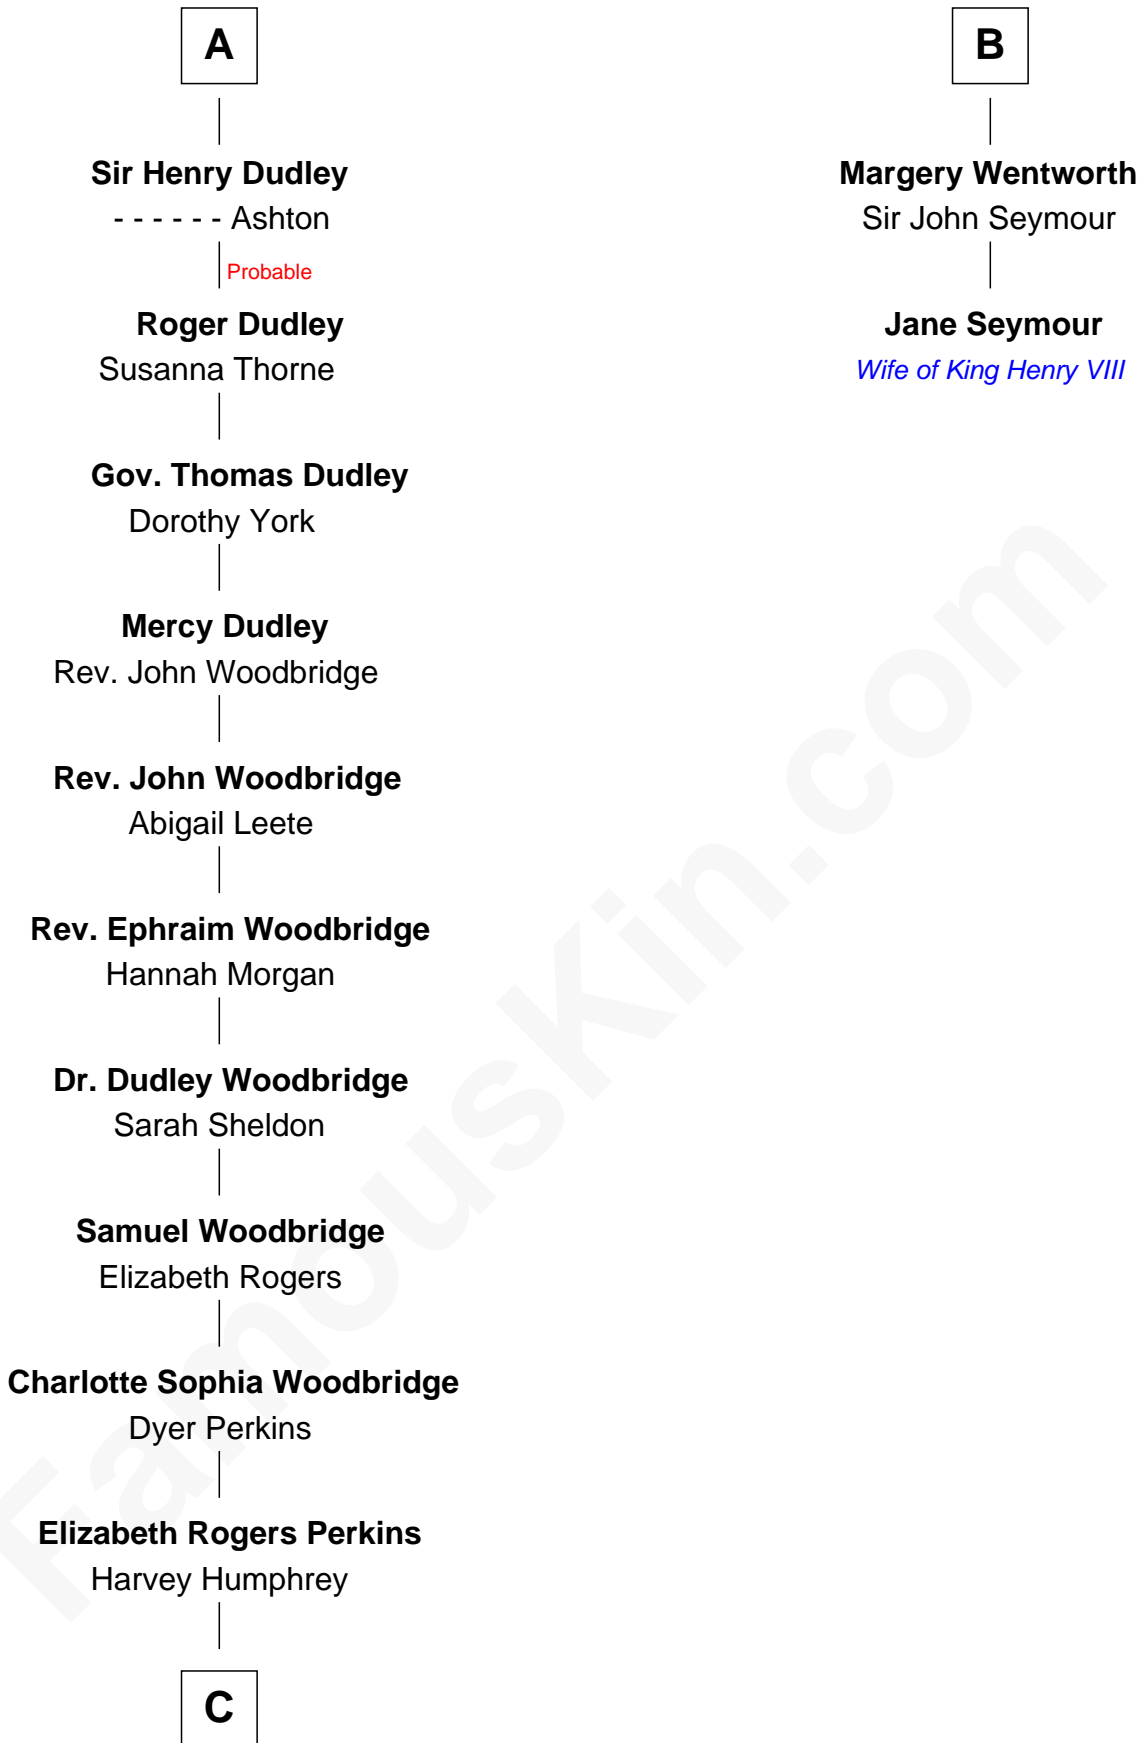 A
Sir Henry Dudley
- - - - - - Ashton
Probable
Roger Dudley
Susanna Thorne
Gov. Thomas Dudley
Dorothy York
Mercy Dudley
Rev. John Woodbridge
Rev. John Woodbridge
Abigail Leete
Rev. Ephraim Woodbridge
Hannah Morgan
Dr. Dudley Woodbridge
Sarah Sheldon
Samuel Woodbridge
Elizabeth Rogers
Charlotte Sophia Woodbridge
Dyer Perkins
Elizabeth Rogers Perkins
Harvey Humphrey
C
B
Margery Wentworth
Sir John Seymour
Jane Seymour
Wife of King Henry VIII
FamousKin.com